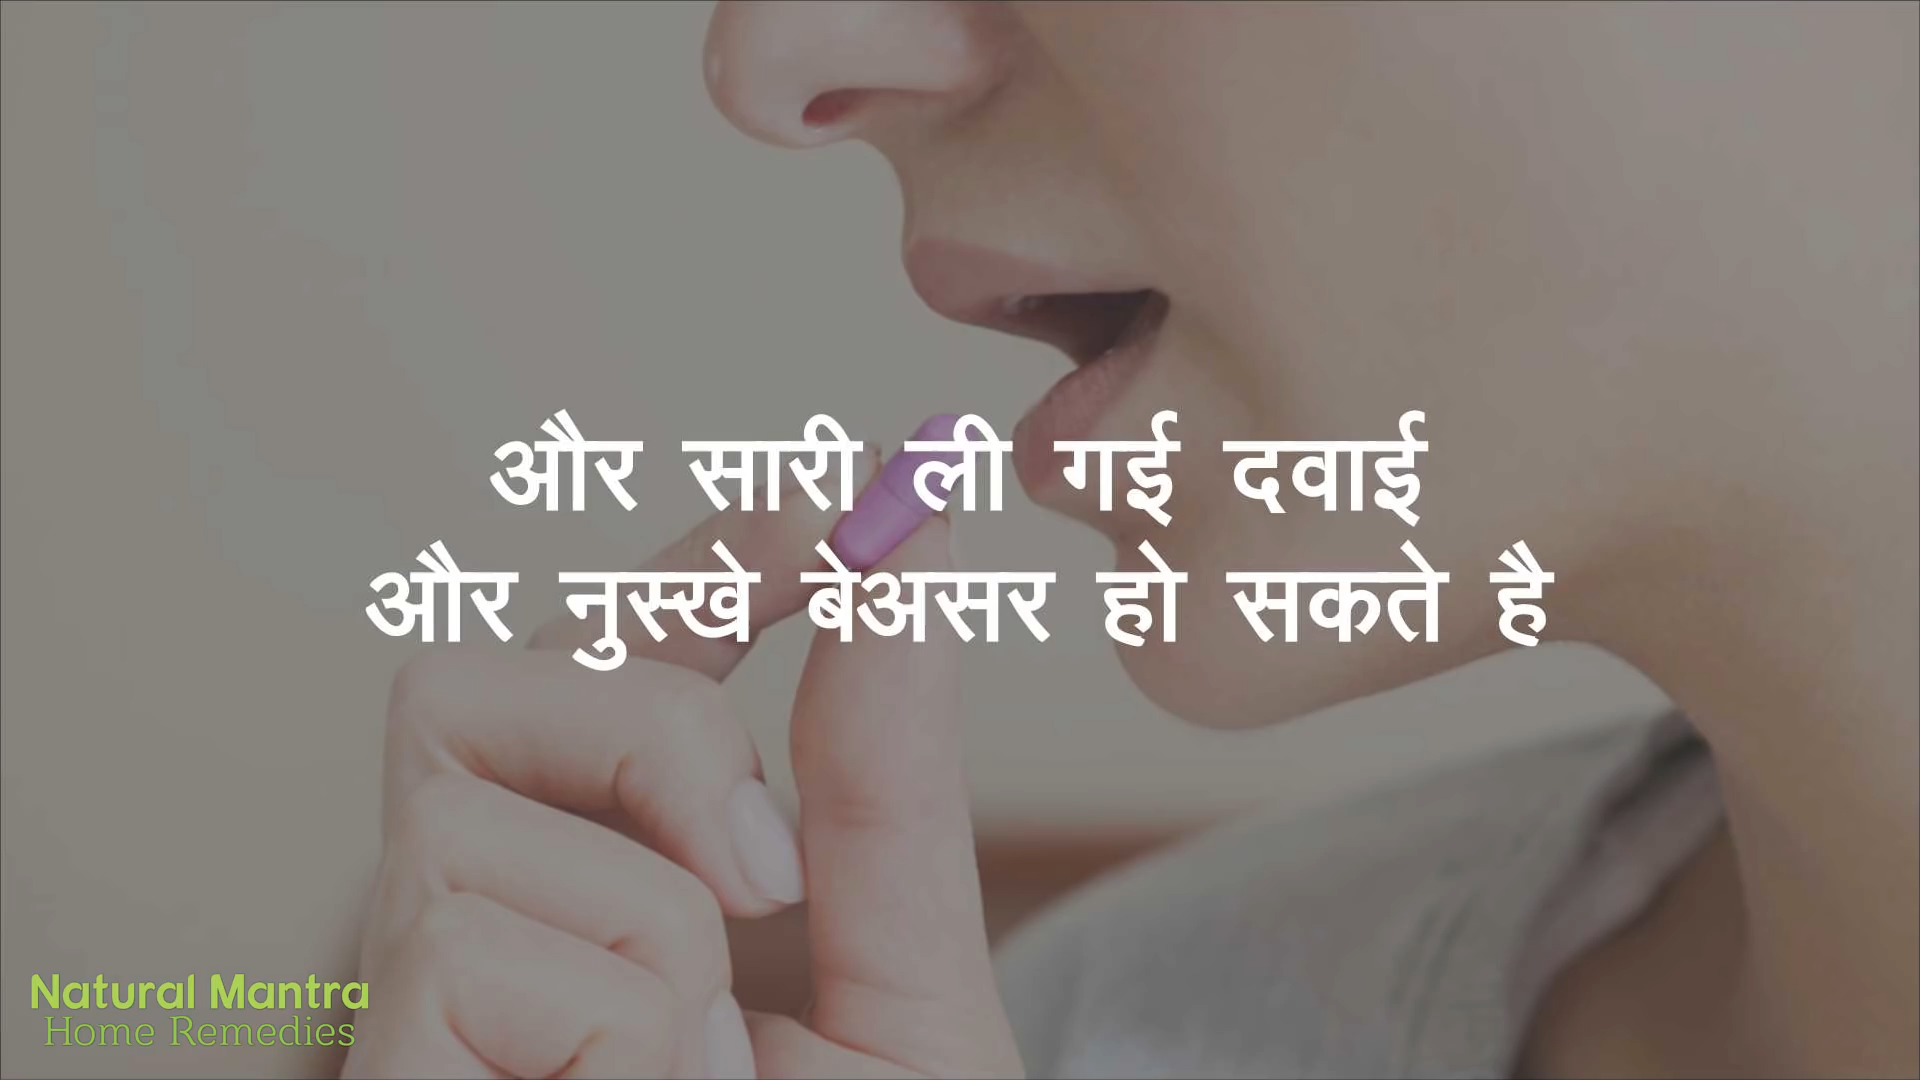 और सारी ली गई दवाई
और नुस्खे बेअसर हो सकते है
Natural Mantra
Home Remedies